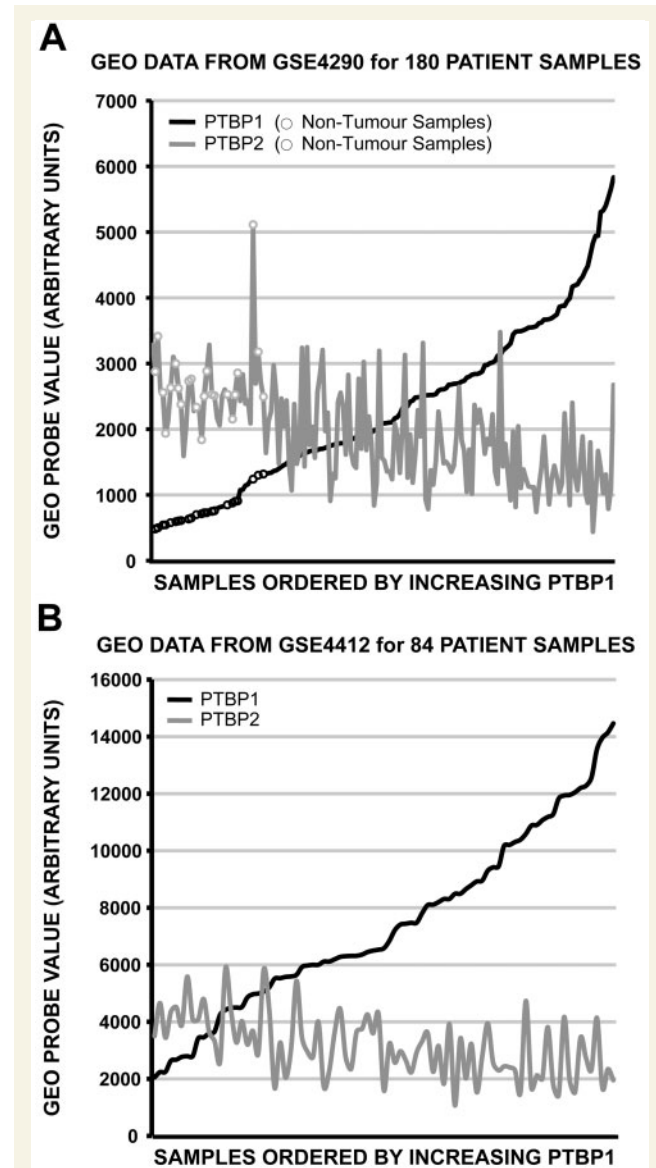 A
GEO DATA FROM GSE4290 for 180 PATIENT SAMPLES
GEO PROBE VALUE (ARBITRARY UNITS)
7000
6000
5000
4000
3000
2000
1000
0
PTBP1 (○ Non-Tumour Samples)
PTBP2 (○ Non-Tumour Samples)
SAMPLES ORDERED BY INCREASING PTBP1
B
GEO DATA FROM GSE4412 for 84 PATIENT SAMPLES
GEO PROBE VALUE (ARBITRARY UNITS)
16000
14000
12000
10000
8000
6000
4000
2000
0
PTBP1
PTBP2
SAMPLES ORDERED BY INCREASING PTBP1